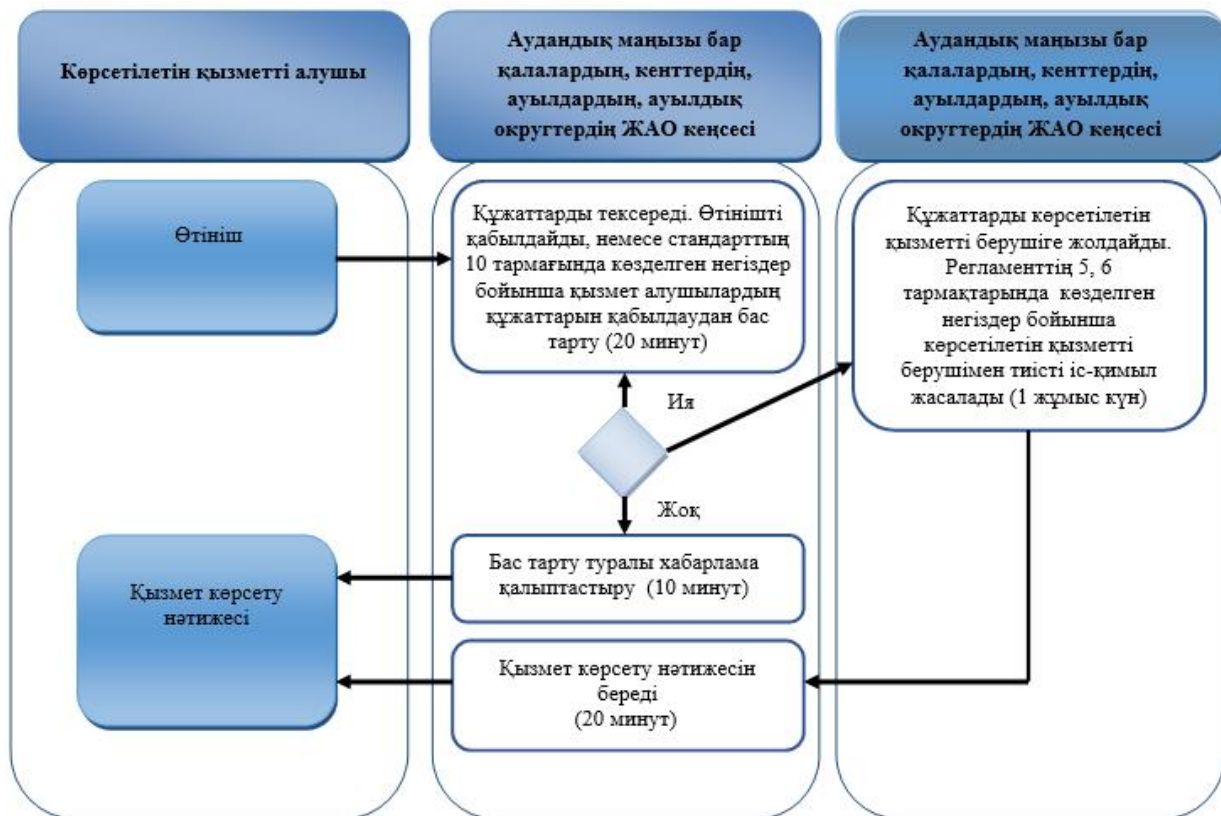 Көрсетілетін қызметті алушы
Аудандық маңызы бар
қалалардың, кенттердің,
ауылдардың, ауылдық
округтердің ЖАО кеңсесі
Аудандық маңызы бар
қалалардың, кенттердің,
ауылдардың, ауылдық
округтердің ЖАО кеңсесі
Өтініш
Құжаттарды тексереді. Өтінішті
қабылдайды, немесе стандарттың
10 тармағында көзделген негіздер
бойынша қызмет алушылардың
құжаттарын қабылдаудан бас
тарту (20 минут)
Құжаттарды көрсетілетін
қызметті берушіге жолдайды.
Регламенттің 5, 6
тармақтарында көзделген
негіздер бойынша
көрсетілетін қызметті
берушімен тиісті іс-қимыл
жасалады (1 жұмыс күн)
Ия
Жоқ
Бас тарту туралы хабарлама
қалыптастыру (10 минут)
Қызмет көрсету
нәтижесі
Қызмет көрсету нәтижесін
береді
(20 минут)